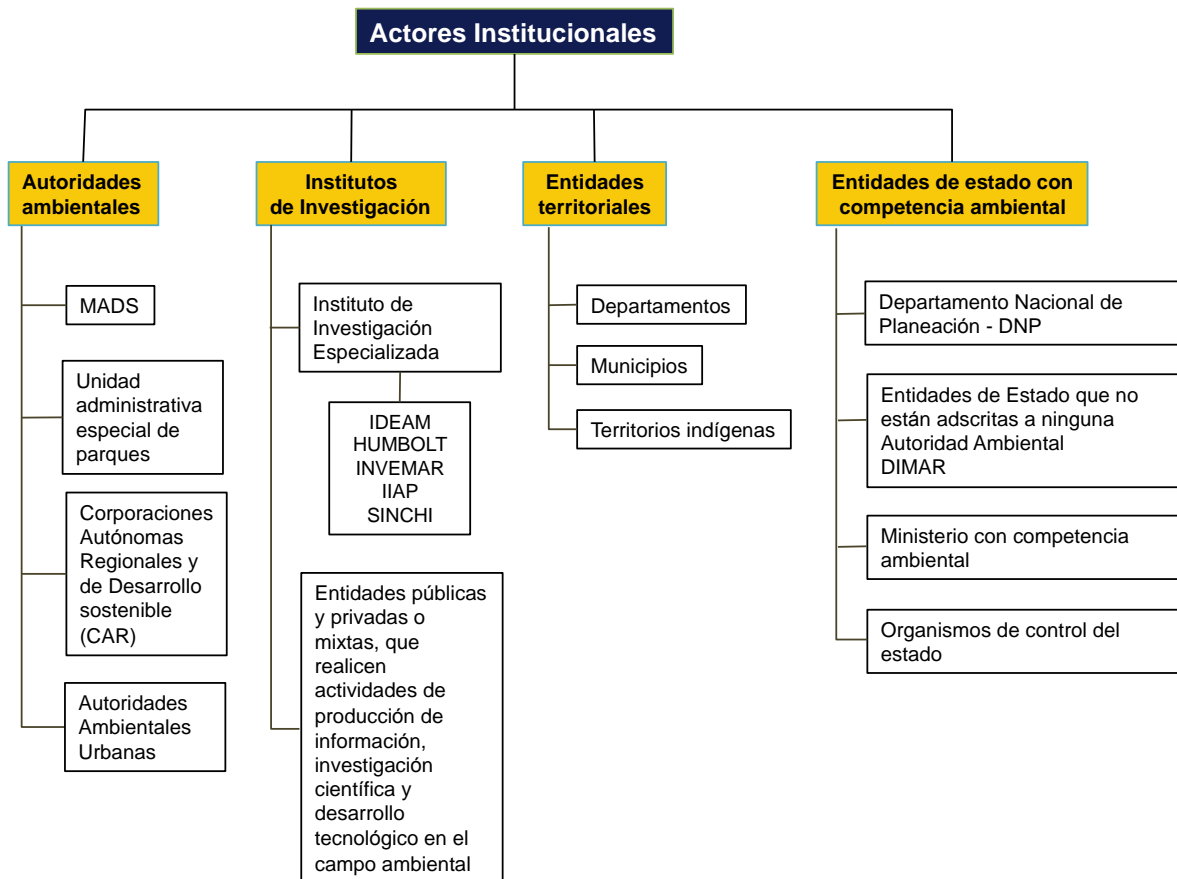 Actores Institucionales
Autoridades
ambientales
MADS
Unidad
administrativa
especial de
parques
Corporaciones
Autónomas
Regionales y
de Desarrollo
sostenible
(CAR)
Autoridades
Ambientales
Urbanas
Institutos
de Investigación
Instituto de
Investigación
Especializada
IDEAM
HUMBOLT
INVEMAR
IIAP
SINCHI
Entidades públicas
y privadas o
mixtas, que
realicen
actividades de
producción de
información,
investigación
científica y
desarrollo
tecnológico en el
campo ambiental
Entidades
territoriales
Departamentos
Municipios
Territorios indígenas
Entidades de estado con
competencia ambiental
Departamento Nacional de
Planeación - DNP
Entidades de Estado que no
están adscritas a ninguna
Autoridad Ambiental
DIMAR
Ministerio con competencia
ambiental
Organismos de control del
estado